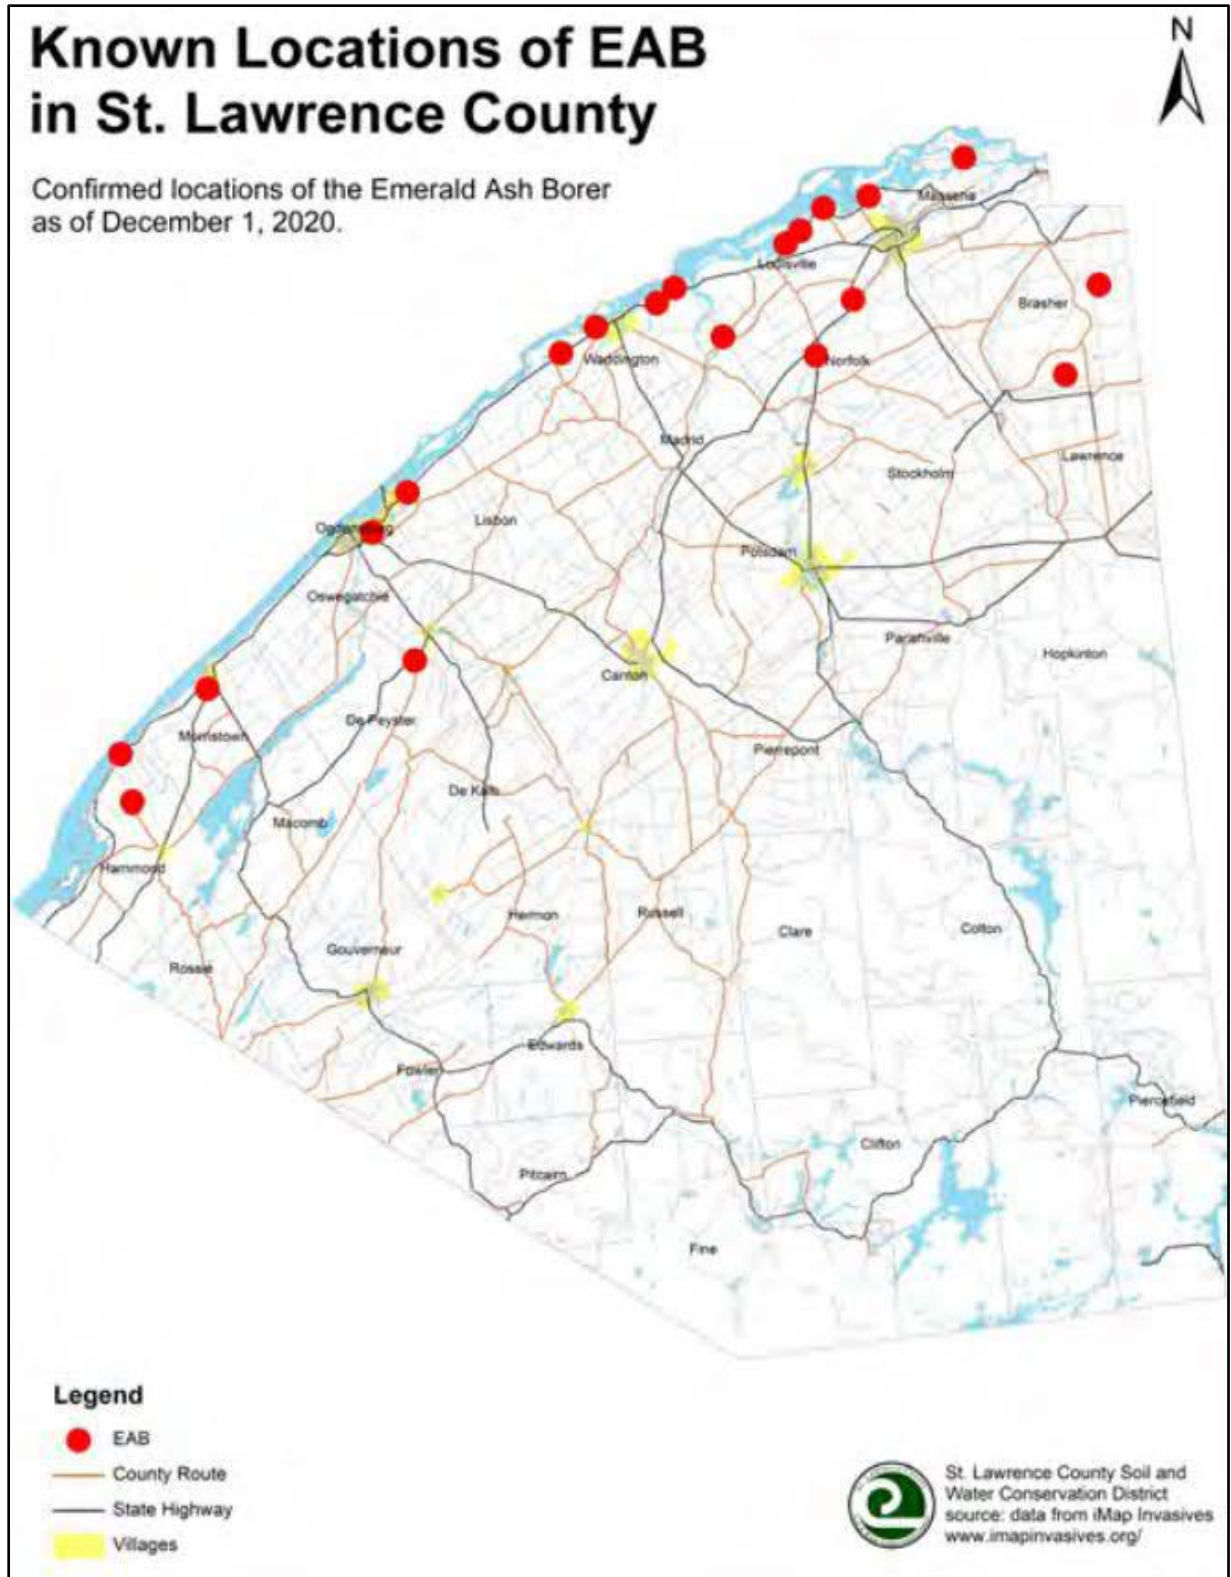 Known Locations of EAB
in St. Lawrence County
N
Confirmed locations of the Emerald Ash Borer
as of December 1, 2020.
Massena
Louisville
Brasher
Waddington
Norfolk
Madrid
Lawrence
Stockholm
Lisbon
Ogdensburg
Potsdam
Oswegatchie
Parishville
Hopkinton
Canton
De Peyster
Morristown
Pierrepont
De Kalb
Macomb
Hammond
Hermon
Russell
Clare
Colton
Gouverneur
Rossie
Edwards
Fowler
Piercefield
Clifton
Pitcairn
Fine
Legend
EAB
County Route
State Highway
Villages
St. Lawrence County Soil and
Water Conservation District
source: data from iMap Invasives
www.imapinvasives.org/